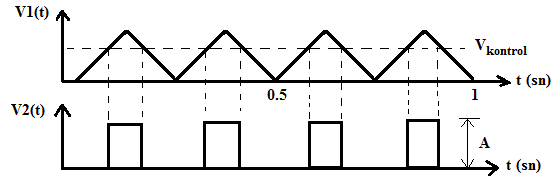 V1(t)
Vkontrol
0.5
1
t (sn)
V2(t)
A
t (sn)